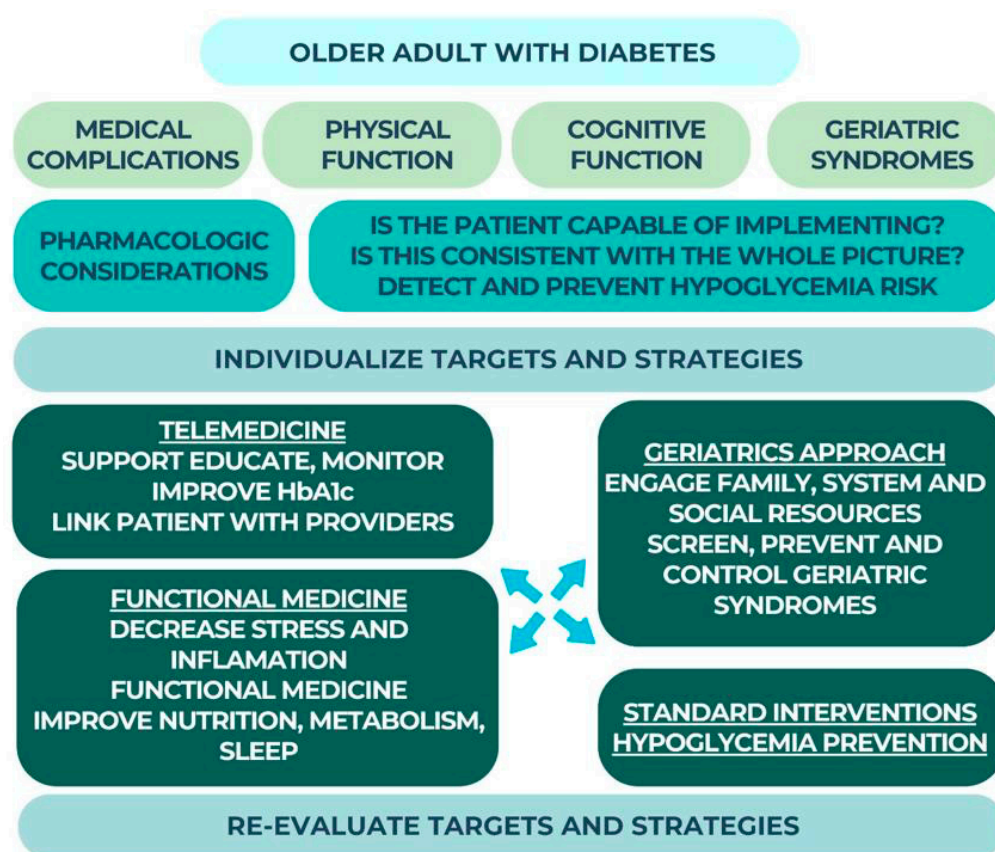 OLDER ADULT WITH DIABETES
MEDICAL
COMPLICATIONS
PHYSICAL
FUNCTION
COGNITIVE
FUNCTION
GERIATRIC
SYNDROMES
PHARMACOLOGIC
CONSIDERATIONS
IS THE PATIENT CAPABLE OF IMPLEMENTING?
IS THIS CONSISTENT WITH THE WHOLE PICTURE?
DETECT AND PREVENT HYPOGLYCEMIA RISK
INDIVIDUALIZE TARGETS AND STRATEGIES
TELEMEDICINE
SUPPORT EDUCATE, MONITOR
IMPROVE HbA1c
LINK PATIENT WITH PROVIDERS
GERIATRICS APPROACH
ENGAGE FAMILY, SYSTEM AND
SOCIAL RESOURCES
SCREEN, PREVENT AND
CONTROL GERIATRIC
SYNDROMES
FUNCTIONAL MEDICINE
DECREASE STRESS AND
INFLAMATION
FUNCTIONAL MEDICINE
IMPROVE NUTRITION, METABOLISM,
SLEEP
STANDARD INTERVENTIONS
HYPOGLYCEMIA PREVENTION
RE-EVALUATE TARGETS AND STRATEGIES